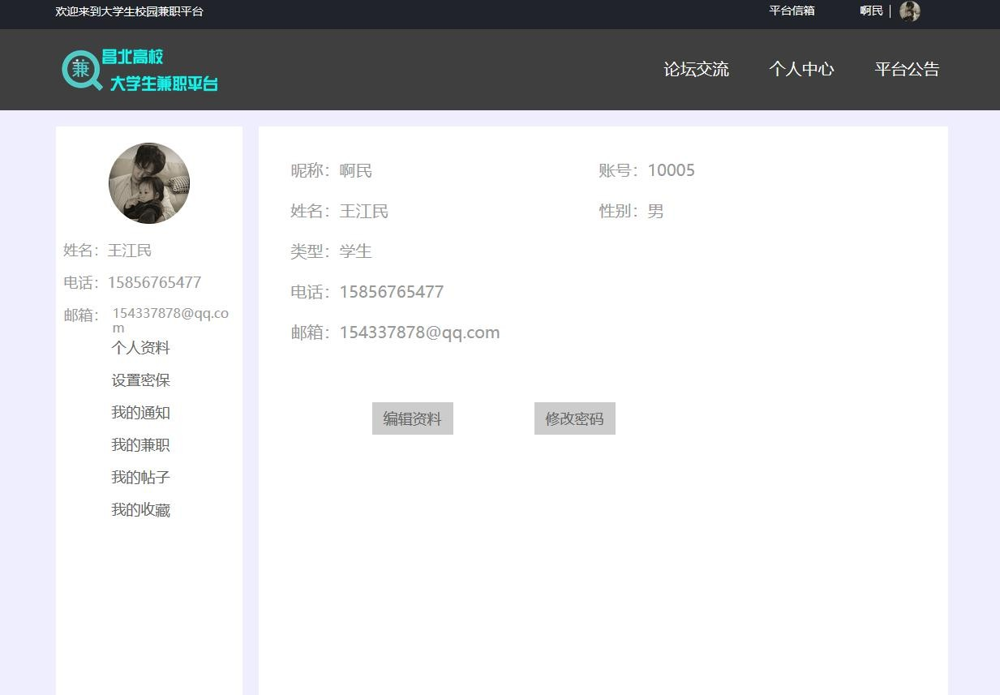 欢迎来到大学生校园兼职平台
平台信箱
啊民 |
兼
昌北高校
大学生兼职平台
论坛交流
个人中心
平台公告
姓名：王江民
电话：15856765477
邮箱：154337878@qq.co
m
个人资料
设置密保
我的通知
我的兼职
我的帖子
我的收藏
昵称：啊民
账号：10005
姓名：王江民
性别：男
类型：学生
电话：15856765477
邮箱：154337878@qq.com
编辑资料
修改密码